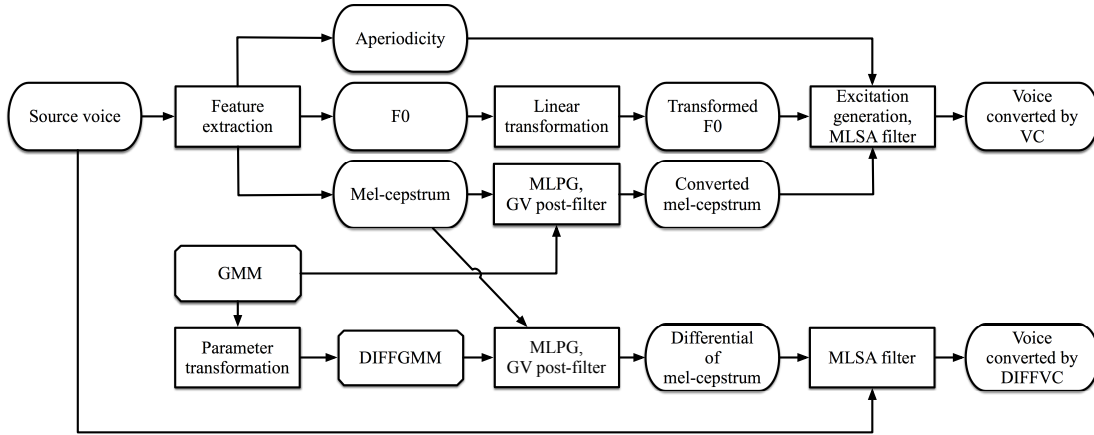 Aperiodicity
Source voice
Feature
extraction
F0
Linear
transformation
Transformed
F0
Excitation
generation,
MLSA filter
Voice
converted by
VC
Mel-cepstrum
MLPG,
GV post-filter
Converted
mel-cepstrum
GMM
Parameter
transformation
DIFFGMM
MLPG,
GV post-filter
Differential
of
mel-cepstrum
MLSA filter
Voice
converted by
DIFFVC